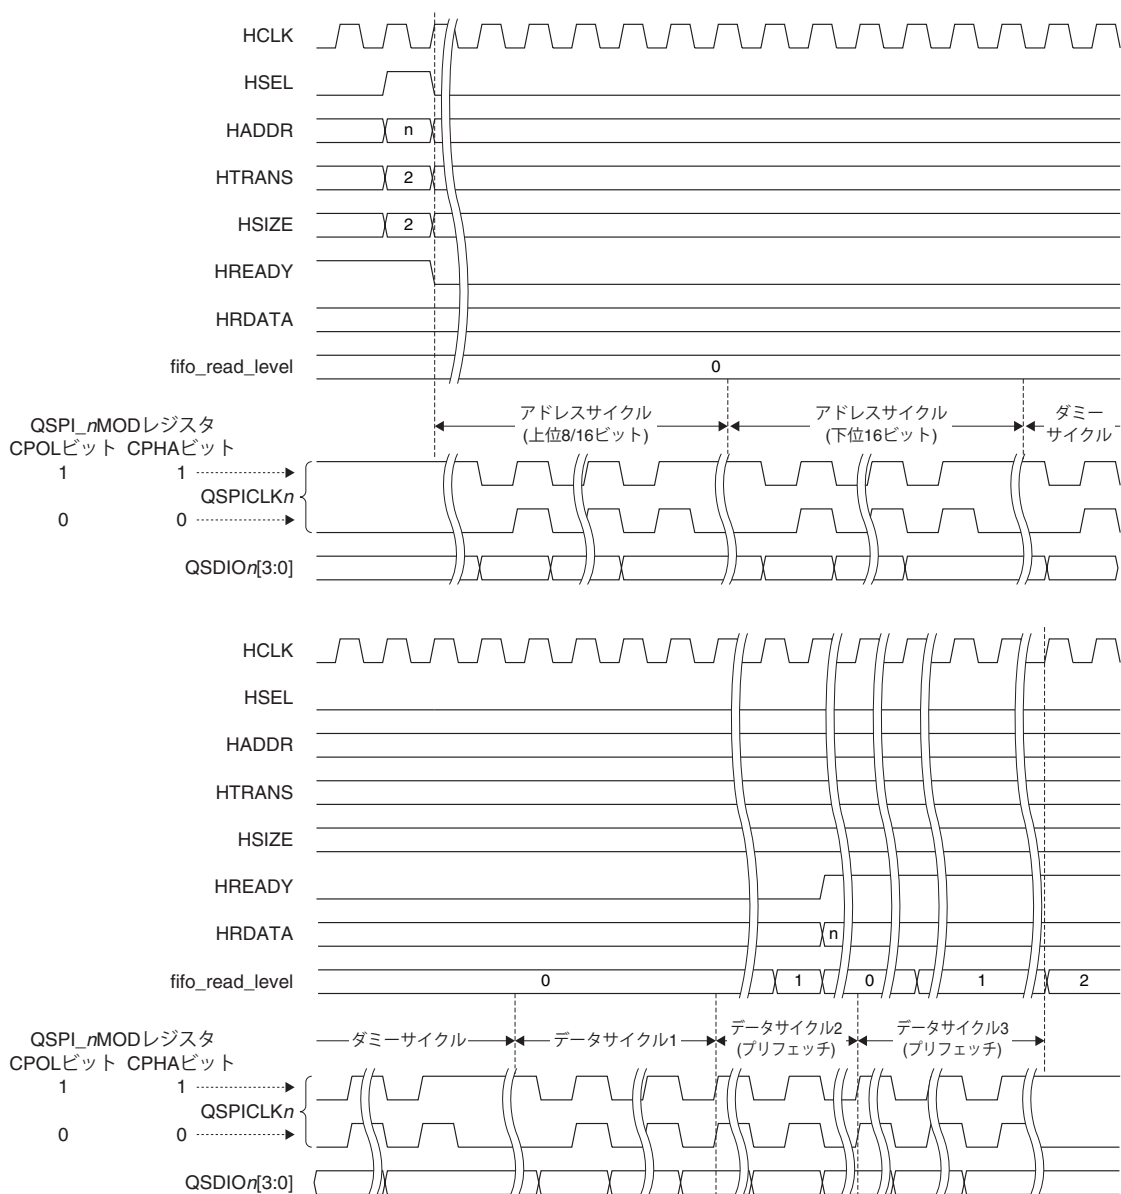 HCLK
HSEL
HADDR n
HTRANS 2
HSIZE 2
HREADY
HRDATA
fifo_read_level 0
QSPI_nMODレジスタ
CPOLビット CPHAビット
アドレスサイクル
(上位8/16ビット)
アドレスサイクル
(下位16ビット)
ダミー
サイクル
1 1
QSPICLKn
0 0
QSDIOn[3:0]
HCLK
HSEL
HADDR
HTRANS
HSIZE
HREADY
HRDATA n
fifo_read_level 0 1 0 1 2
QSPI_nMODレジスタ
CPOLビット CPHAビット
ダミーサイクル
データサイクル1
データサイクル2
(プリフェッチ)
データサイクル3
(プリフェッチ)
1 1
QSPICLKn
0 0
QSDIOn[3:0]